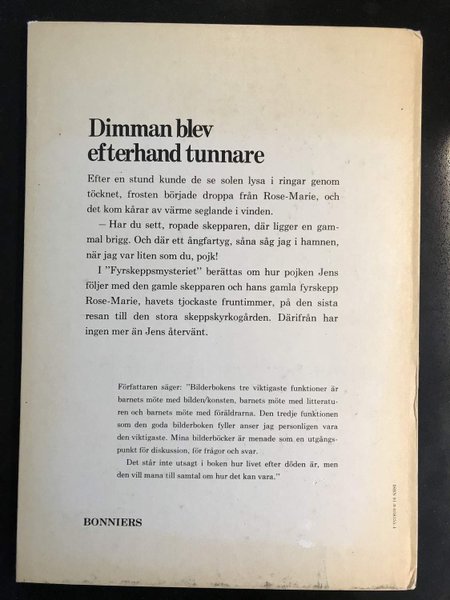 Dimman blev
efterhand tunnare
Efter en stund kunde de se solen lysa i ringar genom
töcknet, frosten började droppa från Rose-Marie, och
det kom kårar av värme seglande i vinden.
— Har du sett, ropade skepparen, där ligger en gam-
mal brigg. Och där ett ångfartyg, såna såg jag i hamnen,
när jag var liten som du, pojk!
I "Fyrskeppsmysteriet" berättas om hur pojken Jens
följer med den gamle skepparen och hans gamla fyrskepp
Rose-Marie, havets tjockaste fruntimmer, på den sista
resan till den stora skeppskyrkogården. Därifrån har
ingen mer än Jens återvänt.
Författaren säger: "Bilderbokens tre viktigaste funktioner är
barnets möte med bilden/konsten, barnets möte med litteratu-
ren och barnets möte med föräldrarna. Den tredje funktionen
som den goda bilderboken fyller anser jag personligen vara
den viktigaste. Mina bilderböcker är menade som en utgångs-
punkt för diskussion, för frågor och svar.
Det står inte utsagt i boken hur livet efter döden är, men
den vill mana till samtal om hur det kan vara."
BONNIERS
ISBN